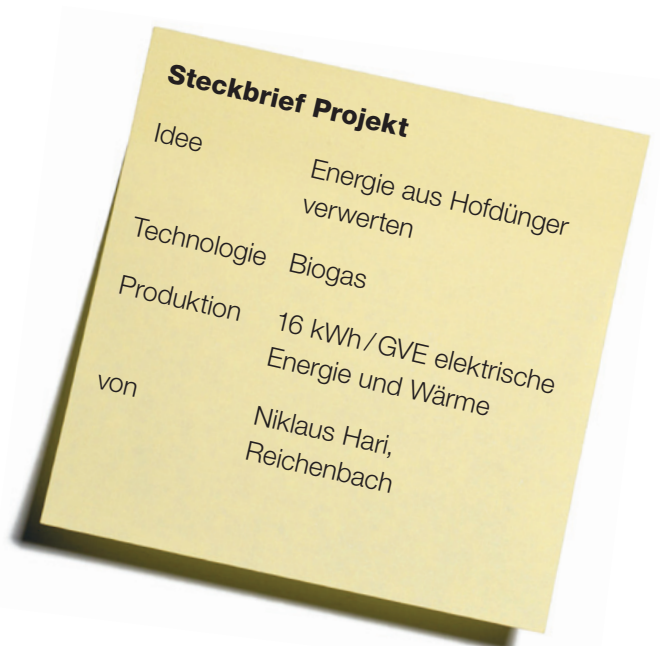 Steckbrief Projekt
Idee Energie aus Hofdünger
verwerten
Technologie Biogas
Produktion 16 kWh / GVE elektrische
Energie und Wärme
von Niklaus Hari,
Reichenbach